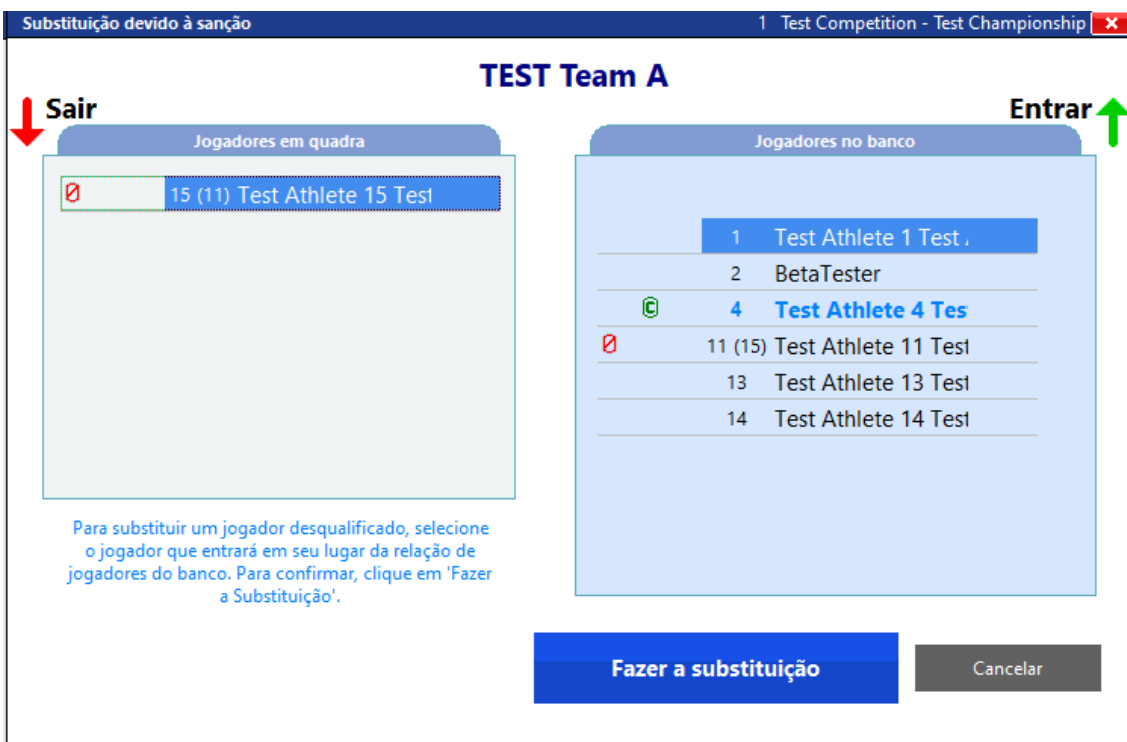 Substituição devido à sanção
1 Test Competition - Test Championship
TEST Team A
Sair
Entrar
Jogadores em quadra
Jogadores no banco
0 15 (11) Test Athlete 15 Test
1 Test Athlete 1 Test
2 BetaTester
C 4 Test Athlete 4 Tes
0 11 (15) Test Athlete 11 Test
13 Test Athlete 13 Test
14 Test Athlete 14 Test
Para substituir um jogador desqualificado, selecione
o jogador que entrará em seu lugar da relação de
jogadores do banco. Para confirmar, clique em 'Fazer
a Substituição'.
Fazer a substituição
Cancelar